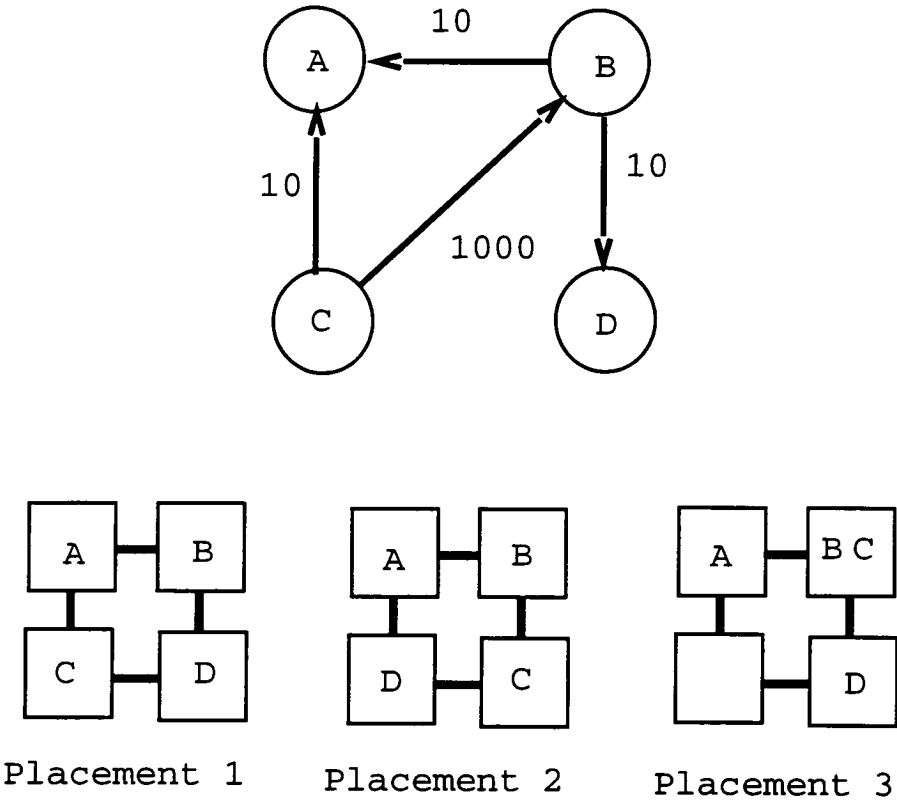 10
A
B
10
10
1000
C
D
A B
C D
A B
D C
A B C
D
Placement 1
Placement 2
Placement 3